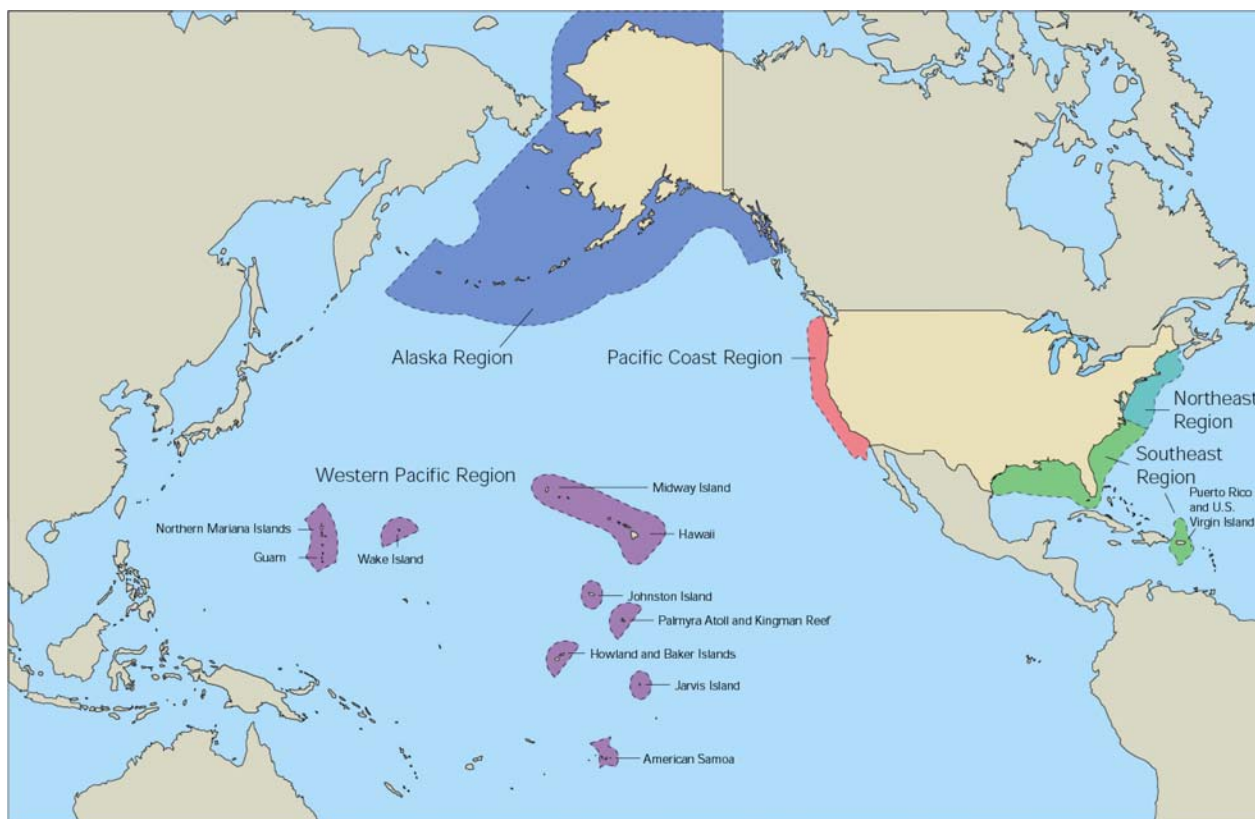 Alaska Region
Pacific Coast Region
Northeast
Region
Southeast
Region
Puerto Rico
and U.S.
Virgin Islands
Western Pacific Region
Midway Island
Northern Mariana Islands
Guam
Wake Island
Hawaii
Johnston Island
Palmyra Atoll and Kingman Reef
Howland and Baker Islands
Jarvis Island
American Samoa